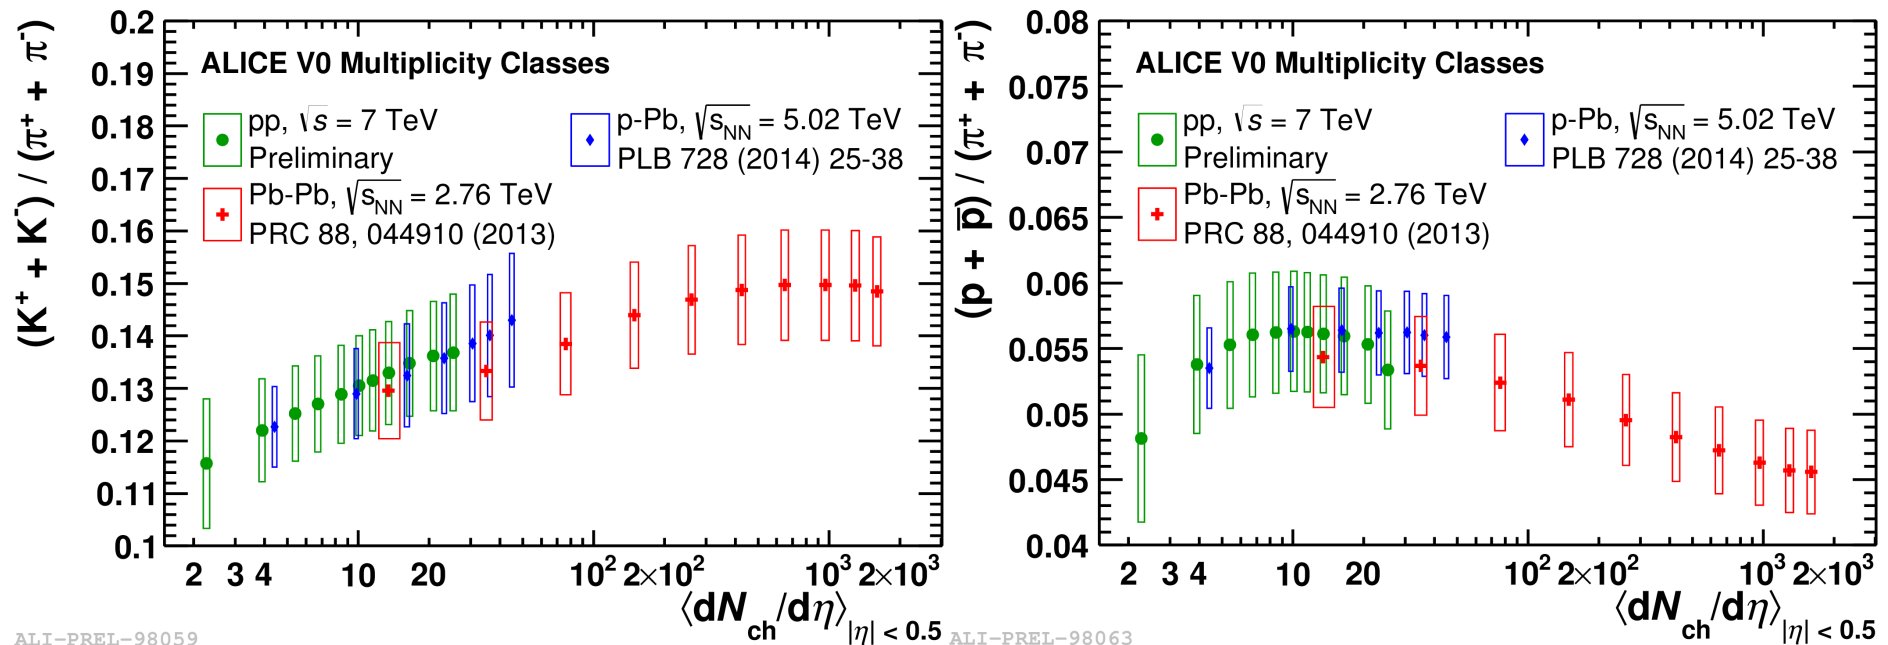 (K⁺ + K⁻) / (π⁺ + π⁻)
0.2
0.19
0.18
0.17
0.16
0.15
0.14
0.13
0.12
0.11
0.1
ALICE V0 Multiplicity Classes
pp, √s = 7 TeV
Preliminary
Pb-Pb, √s_NN = 2.76 TeV
PRC 88, 044910 (2013)
p-Pb, √s_NN = 5.02 TeV
PLB 728 (2014) 25-38
2 3 4 10 20 10² 2×10² 10³ 2×10³
⟨dN_ch/dη⟩_|η| < 0.5
ALI-PREL-98059
(p + p̅) / (π⁺ + π⁻)
0.08
0.075
0.07
0.065
0.06
0.055
0.05
0.045
0.04
ALICE V0 Multiplicity Classes
pp, √s = 7 TeV
Preliminary
Pb-Pb, √s_NN = 2.76 TeV
PRC 88, 044910 (2013)
p-Pb, √s_NN = 5.02 TeV
PLB 728 (2014) 25-38
2 3 4 10 20 10² 2×10² 10³ 2×10³
⟨dN_ch/dη⟩_|η| < 0.5
ALI-PREL-98063